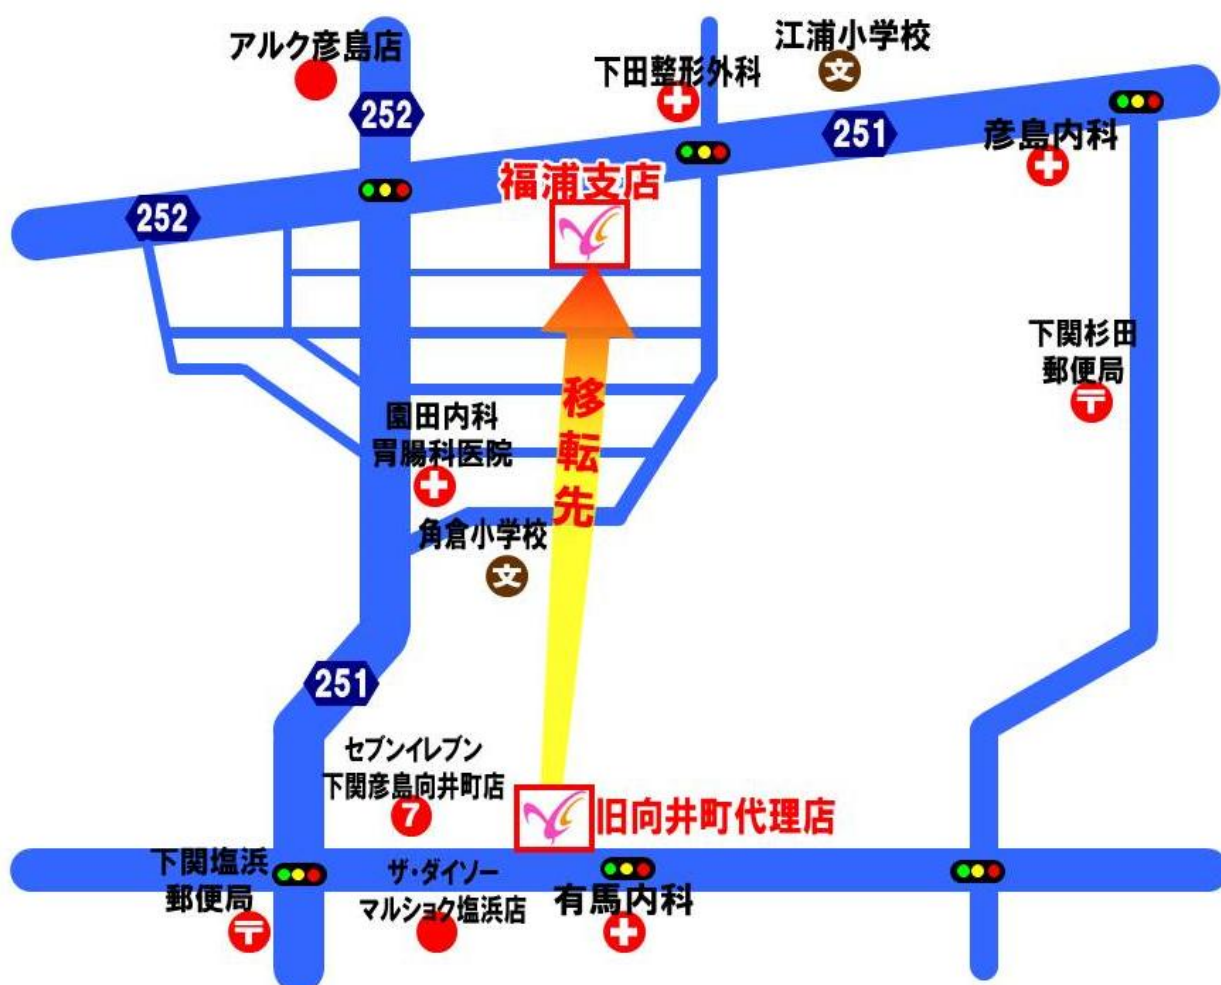 アルク彦島店
252
下田整形外科
江浦小学校
文
251
彦島内科
福浦支店
252
下関杉田
郵便局
〒
移転先
園田内科
胃腸科医院
角倉小学校
文
251
セブンイレブン
下関彦島向井町店
7
旧向井町代理店
下関塩浜
郵便局
〒
ザ・ダイソー
マルショク塩浜店
有馬内科